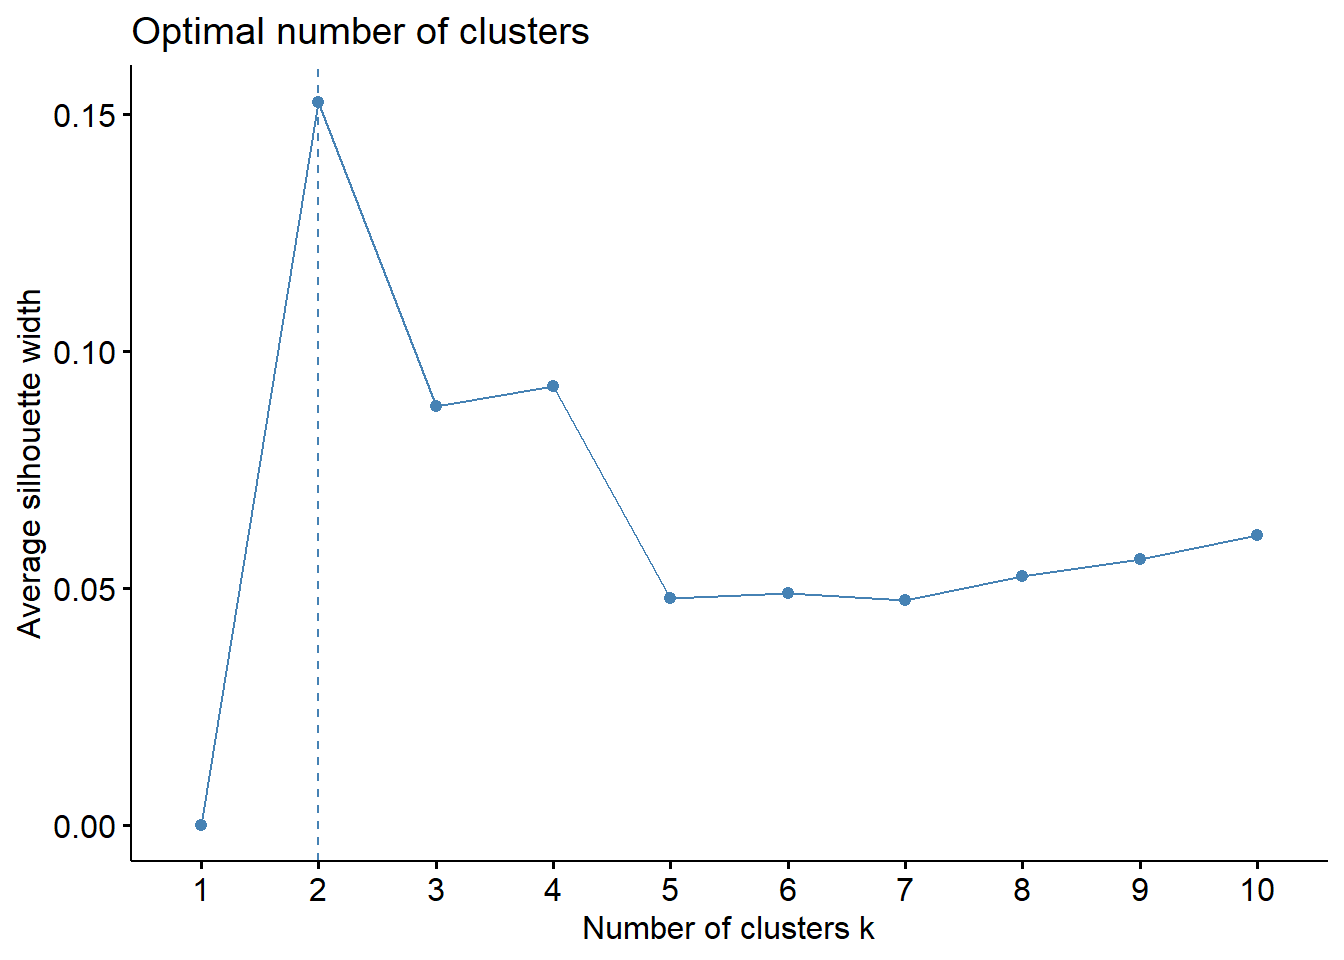 Optimal number of clusters
Average silhouette width
0.15
0.10
0.05
0.00
1 2 3 4 5 6 7 8 9 10
Number of clusters k